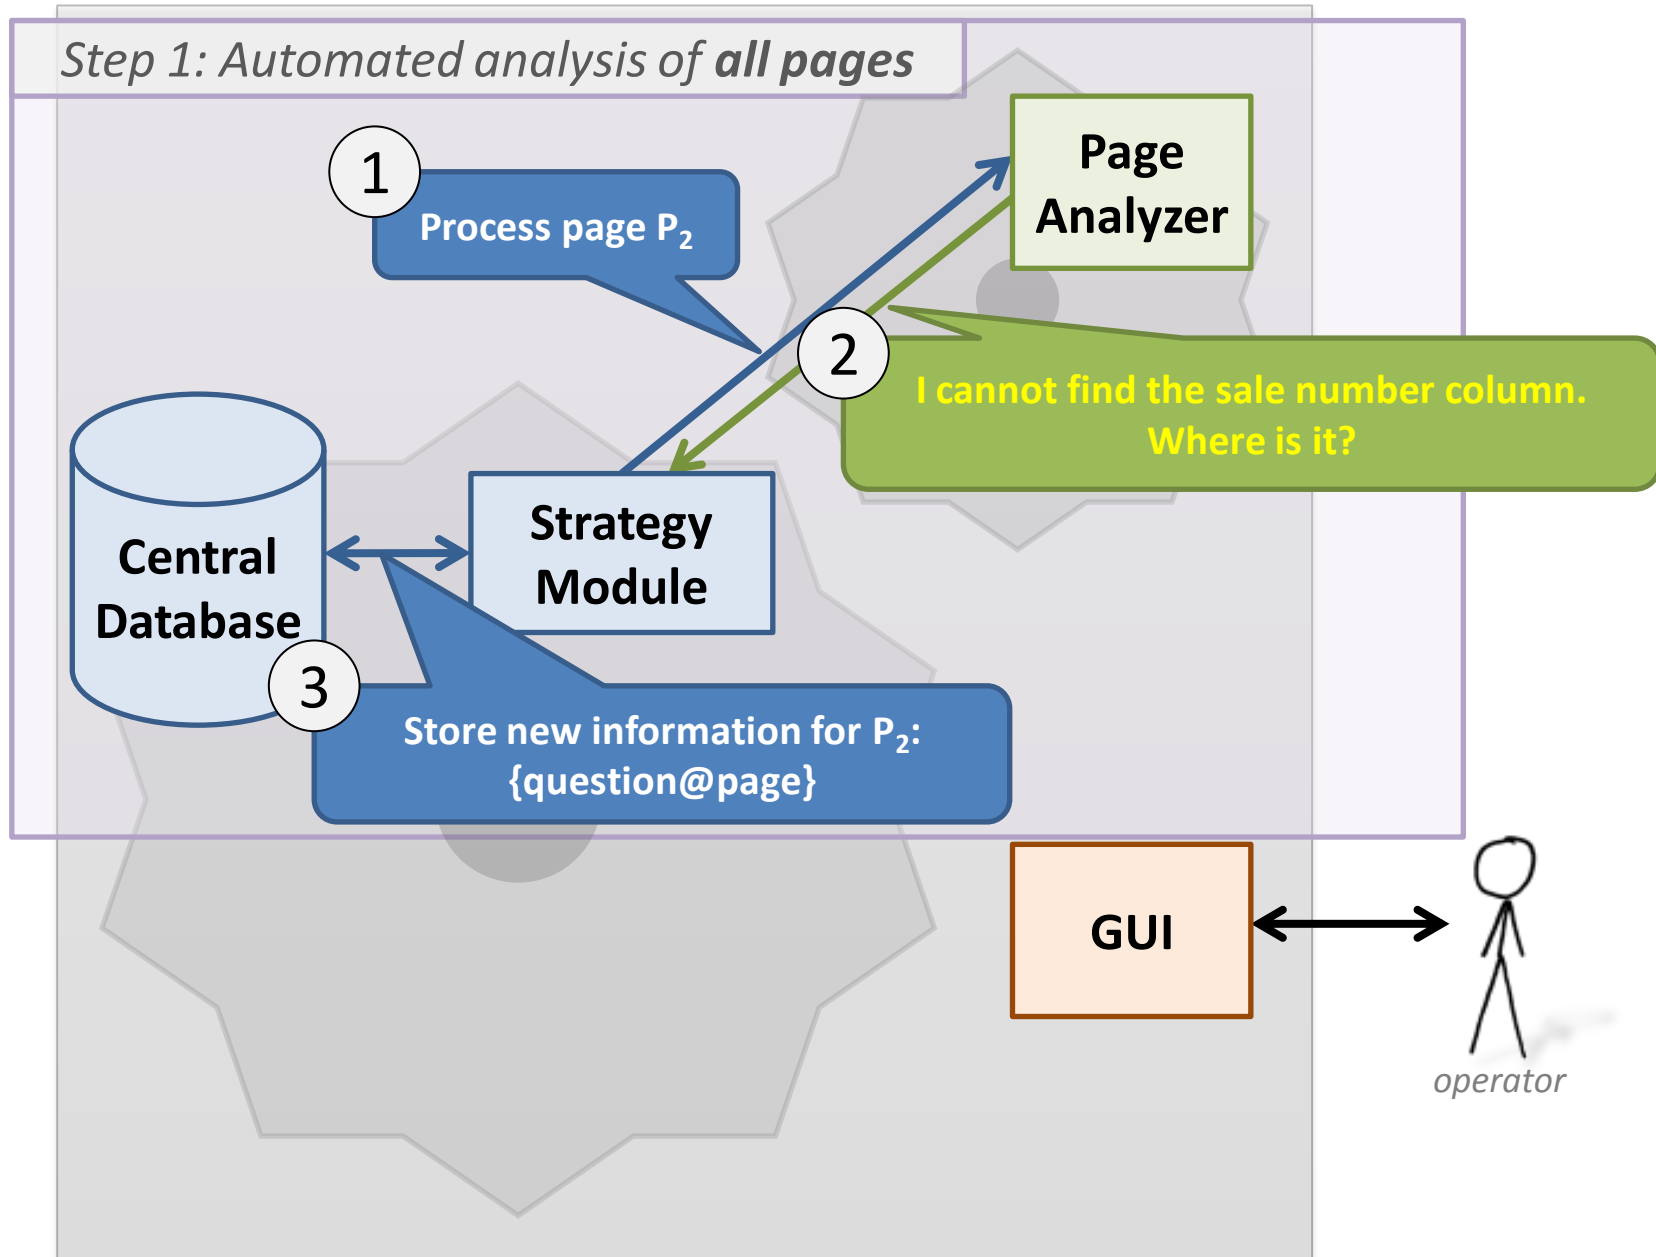 Step 1: Automated analysis of all pages
1
Process page P₂
Page
Analyzer
2
I cannot find the sale number column.
Where is it?
Central
Database
Strategy
Module
3
Store new information for P₂:
{question@page}
GUI
operator